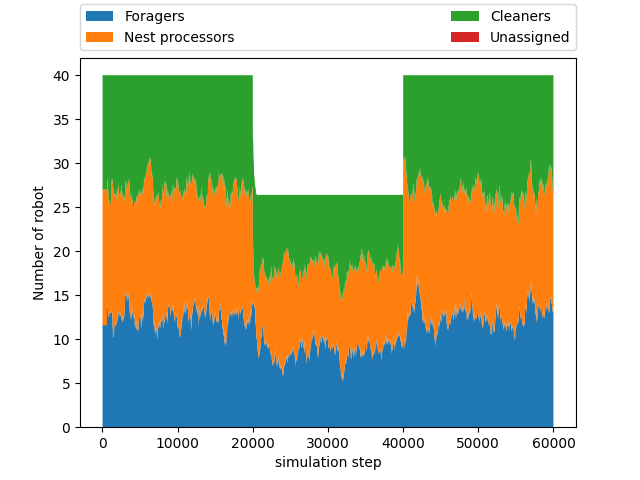 Foragers
Nest processors
Cleaners
Unassigned
40
35
30
25
20
15
10
5
0
Number of robot
0 10000 20000 30000 40000 50000 60000
simulation step